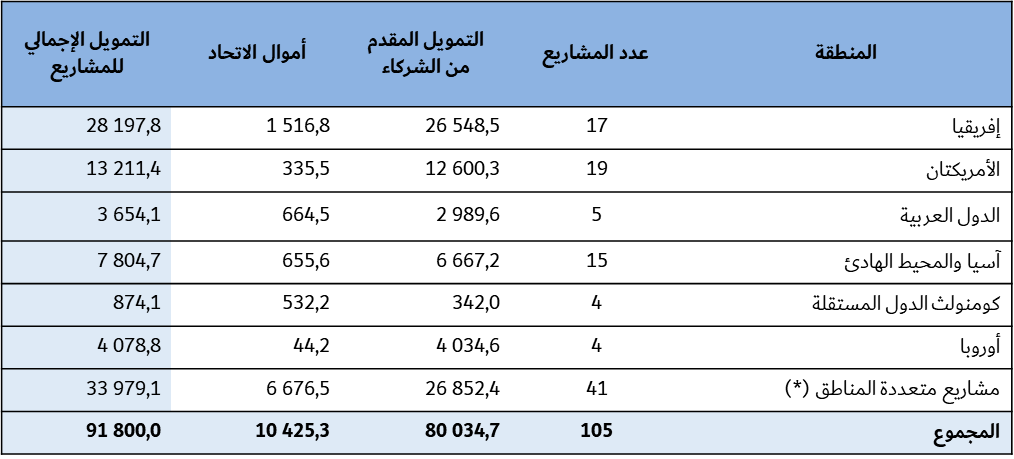 المنطقة عدد المشاريع التمويل المقدم من الشركاء أموال الاتحاد التمويل الإجمالي للمشاريع
إفريقيا 17 26 548,5 1 516,8 28 197,8
الأمريكتان 19 12 600,3 335,5 13 211,4
الدول العربية 5 2 989,6 664,5 3 654,1
آسيا والمحيط الهادئ 15 6 667,2 655,6 7 804,7
كومنولث الدول المستقلة 4 342,0 532,2 874,1
أوروبا 4 4 034,6 44,2 4 078,8
مشاريع متعددة المناطق (*) 41 26 852,4 6 676,5 33 979,1
المجموع 105 80 034,7 10 425,3 91 800,0